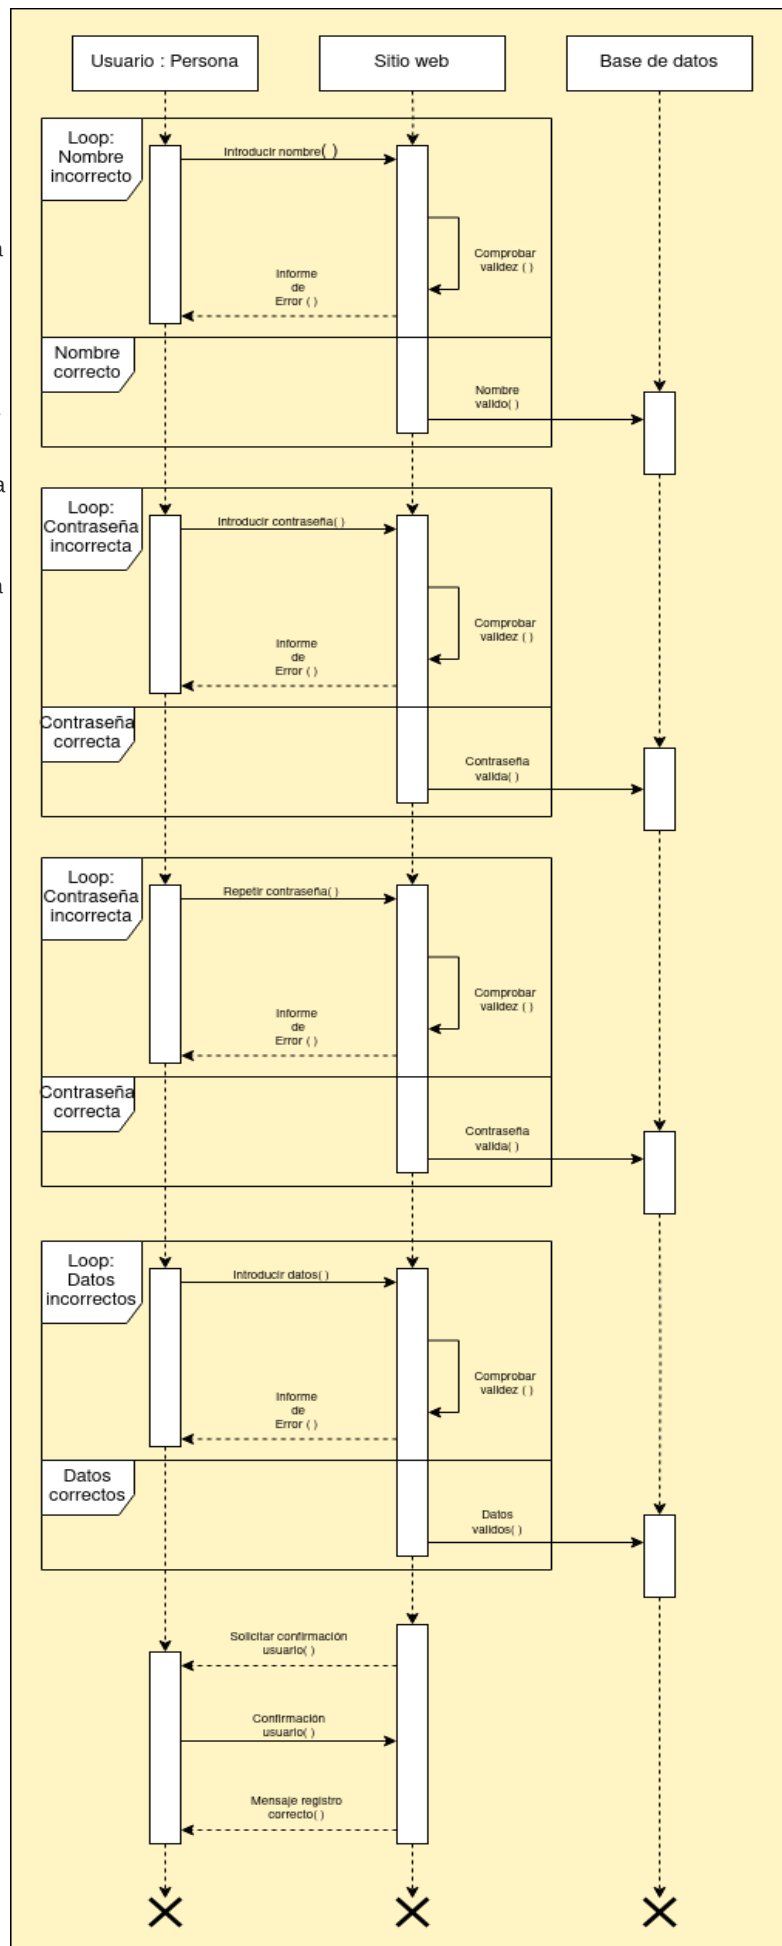 Usuario : Persona
Sitio web
Base de datos
Loop:
Nombre
incorrecto
Introducir nombre( )
Comprobar
validez ( )
Informe
de
Error ( )
Nombre
correcto
Nombre
valido( )
Loop:
Contraseña
incorrecta
Introducir contraseña( )
Comprobar
validez ( )
Informe
de
Error ( )
Contraseña
correcta
Contraseña
valida( )
Loop:
Contraseña
incorrecta
Repetir contraseña( )
Comprobar
validez ( )
Informe
de
Error ( )
Contraseña
correcta
Contraseña
valida( )
Loop:
Datos
incorrectos
Introducir datos( )
Comprobar
validez ( )
Informe
de
Error ( )
Datos
correctos
Datos
validos( )
Solicitar confirmación
usuario( )
Confirmación
usuario( )
Mensaje registro
correcto( )